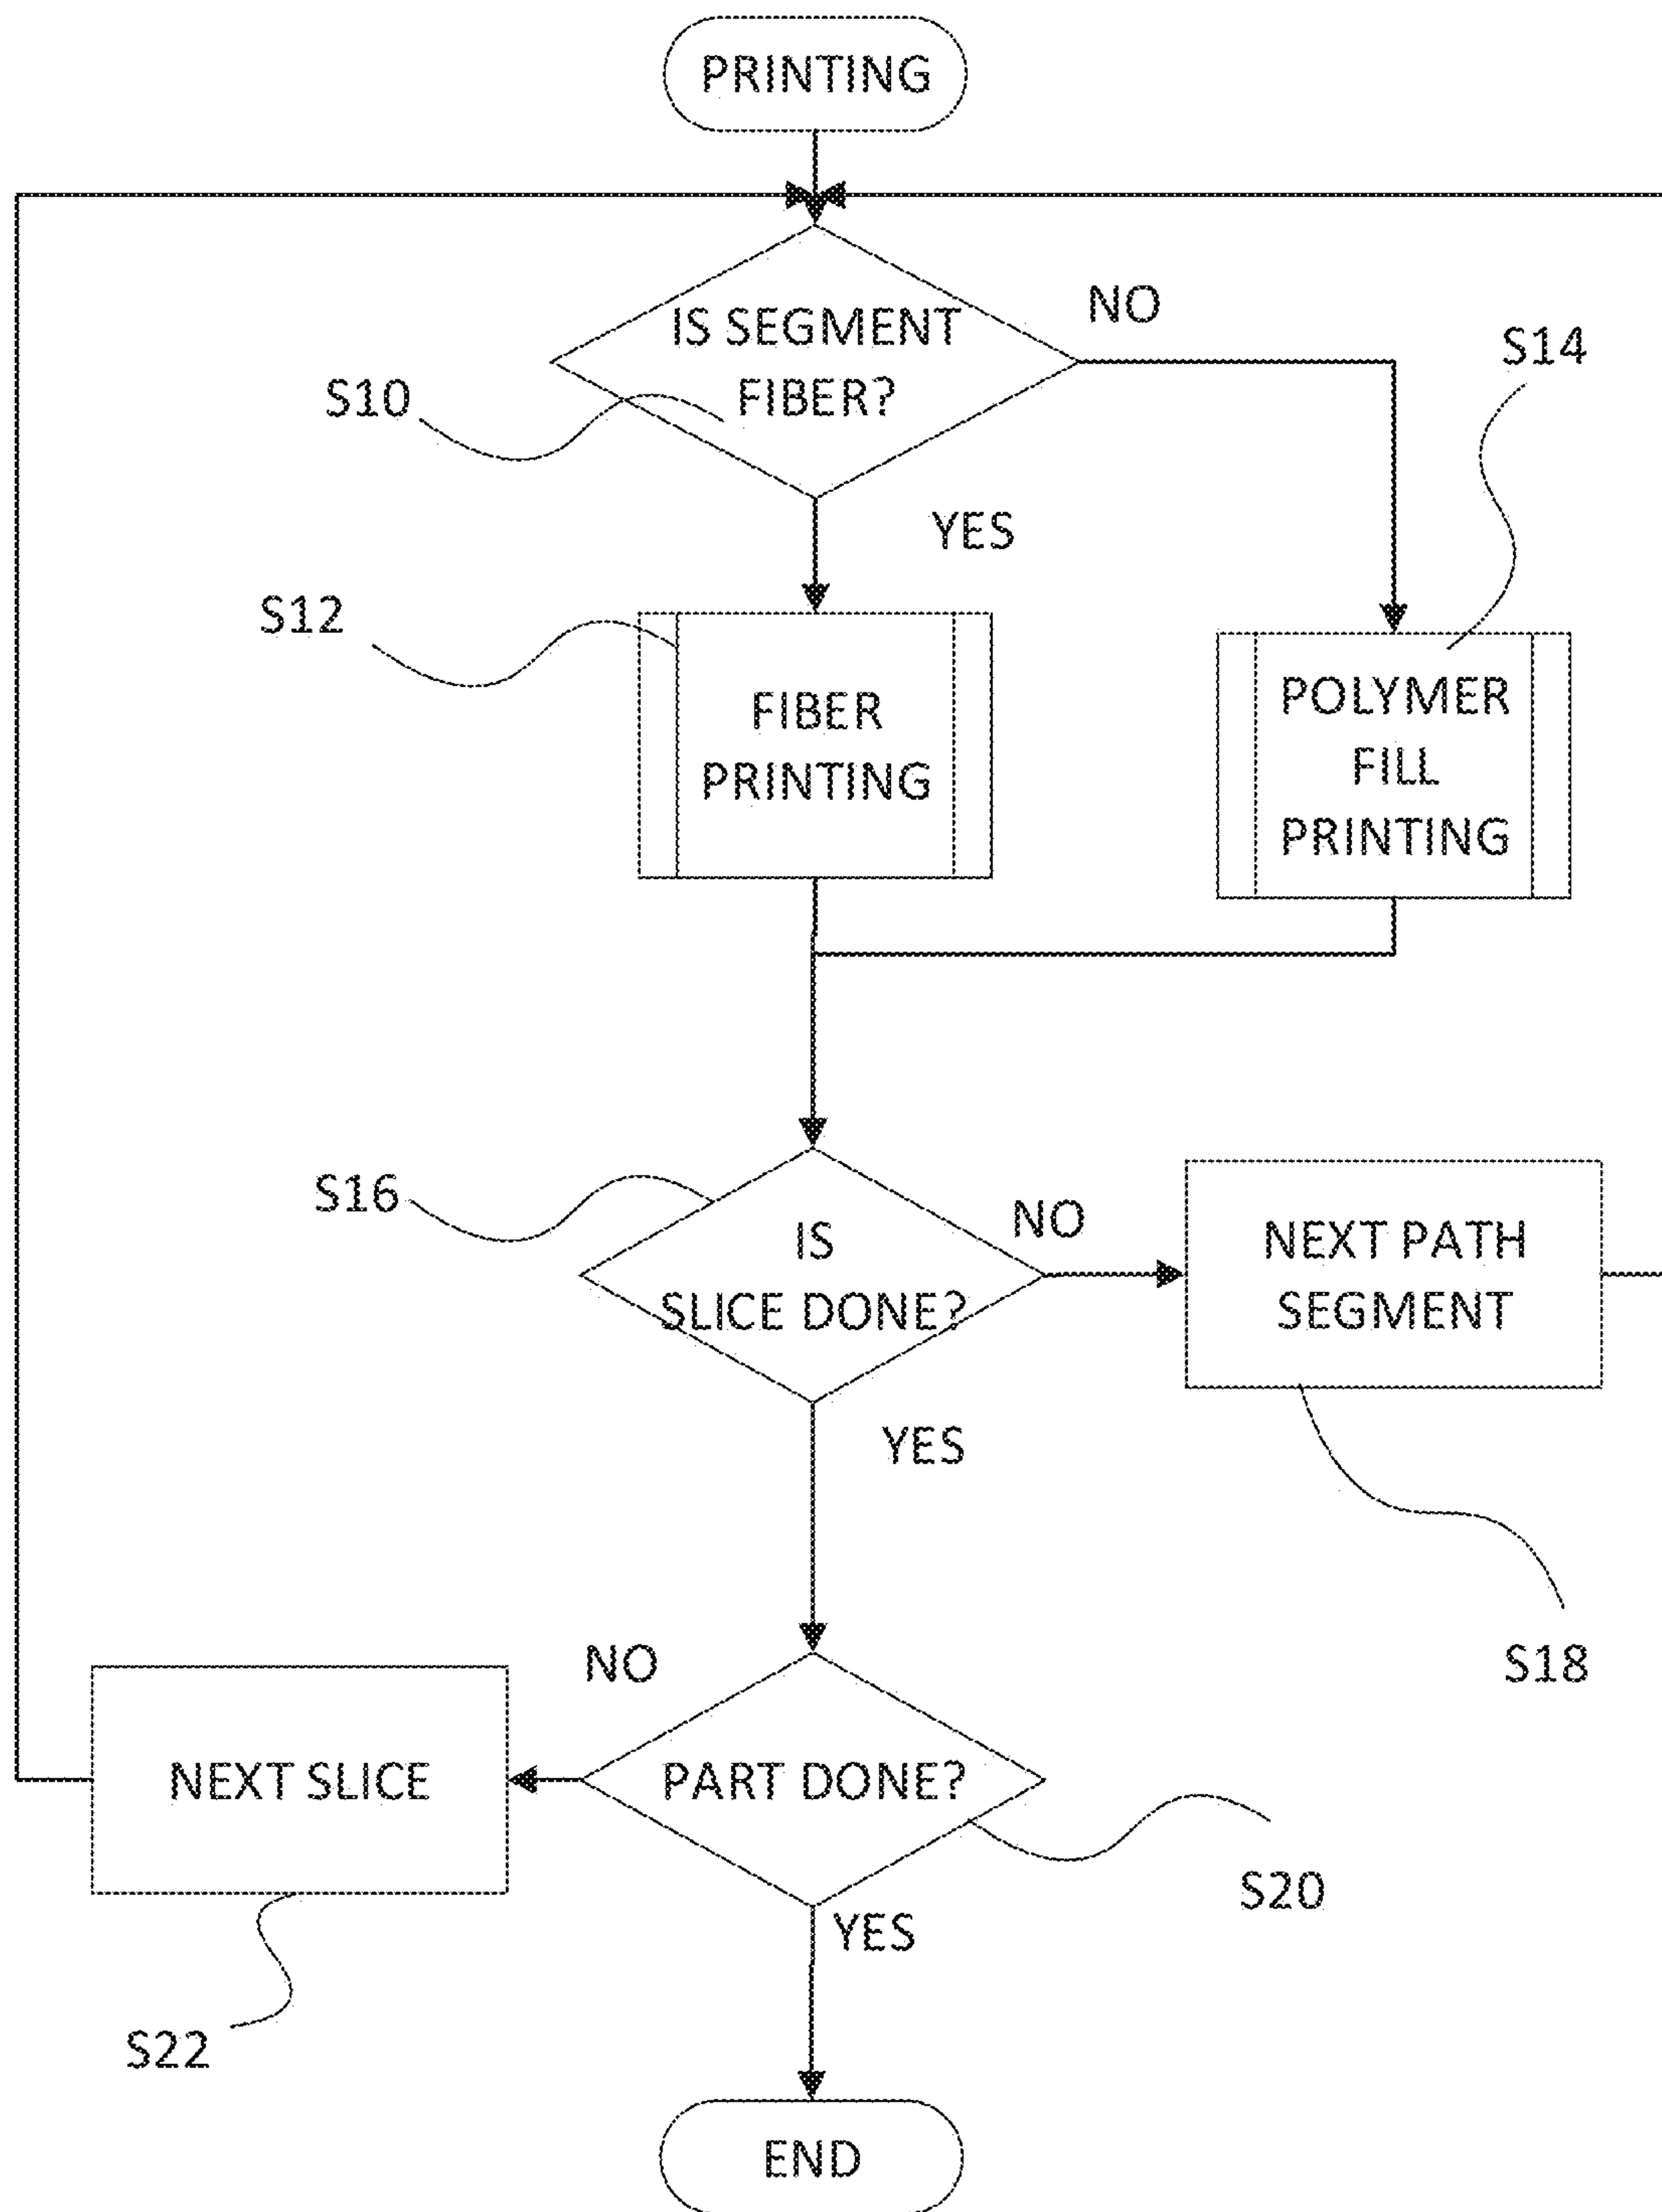 PRINTING
IS SEGMENT
FIBER?
NO
S10
S14
YES
S12
FIBER
PRINTING
POLYMER
FILL
PRINTING
S16
IS
SLICE DONE?
NO
NEXT PATH
SEGMENT
YES
S18
NO
NEXT SLICE
PART DONE?
S20
YES
S22
END